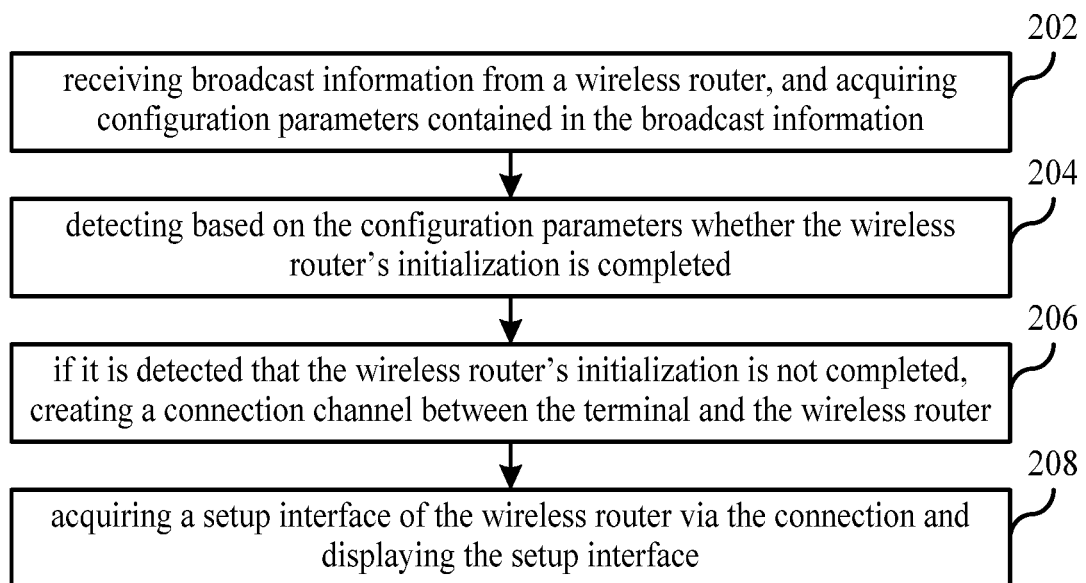 202
receiving broadcast information from a wireless router, and acquiring
configuration parameters contained in the broadcast information
204
detecting based on the configuration parameters whether the wireless
router’s initialization is completed
206
if it is detected that the wireless router’s initialization is not completed,
creating a connection channel between the terminal and the wireless router
208
acquiring a setup interface of the wireless router via the connection and
displaying the setup interface